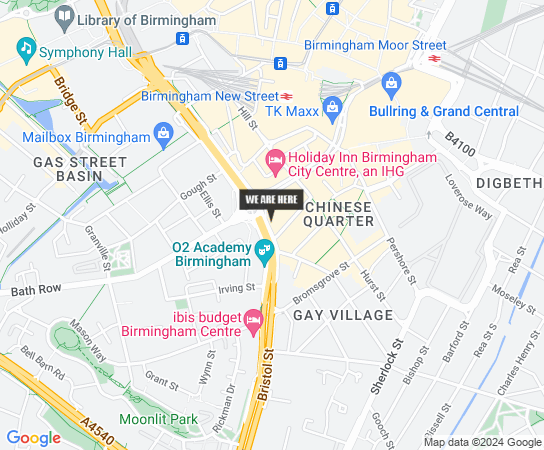 Library of Birmingham
Symphony Hall
Birmingham Moor Street
Bridge St
Birmingham New Street
TK Maxx
Bullring & Grand Central
Hill St
Mailbox Birmingham
B4100
GAS STREET
BASIN
Holiday Inn Birmingham
City Centre, an IHG
DIGBETH
Gough St
Ellis St
WE ARE HERE
CHINESE
QUARTER
Loverose Way
Holliday St
Granville St
O2 Academy
Birmingham
Pershore St
Rea St
Bath Row
Irving St
Bromsgrove St
Hurst St
Moseley St
ibis budget
Birmingham Centre
GAY VILLAGE
Mason Way
Rea St S
Barford St
Bell Barn Rd
Grant St
Wynn St
Bristol St
Sherlock St
Bishop St
Charles Henry St
Rickman Dr
Moonlit Park
A4540
Gooch St
Clissell St
Google
Map data ©2024 Google